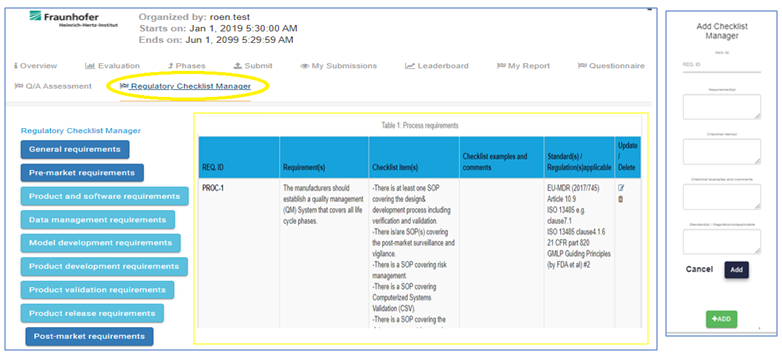 Fraunhofer
Heinrich-Hertz-Institut
Organized by: roen.test
Starts on: Jan 1, 2019 5:30:00 AM
Ends on: Jun 1, 2099 5:29:59 AM
Overview Evaluation Phases Submit My Submissions Leaderboard My Report Questionnaire
Q/A Assessment Regulatory Checklist Manager
Regulatory Checklist Manager
General requirements
Pre-market requirements
Product and software requirements
Data management requirements
Model development requirements
Product development requirements
Product validation requirements
Product release requirements
Post-market requirements
Table 1: Process requirements
REQ. ID
Requirement(s)
Checklist item(s)
Checklist examples and
comments
Standard(s) /
Regulation(s)applicable
Update
/
Delete
PROC-1
The manufacturers should
establish a quality management
(QM) System that covers all life
cycle phases.
-There is at least one SOP
covering the design&
development process including
verification and validation.
-There is/are SOP(s) covering
the post-market surveillance and
vigilance.
-There is a SOP covering risk
management.
-There is a SOP covering
Computerized Systems
Validation (CSV).
-There is a SOP covering the
EU-MDR (2017/745)
Article 10.9
ISO 13485 e.g.
clause7.1
ISO 13485 clause4.1.6
21 CFR part 820
GMLP Guiding Principles
(by FDA et al) #2
Add Checklist
Manager
REQ. ID
REQ. ID
Requirement(s)
Checklist item(s)
Checklist examples and comments
Standard(s) / Regulation(s)applicable
Cancel Add
+ADD